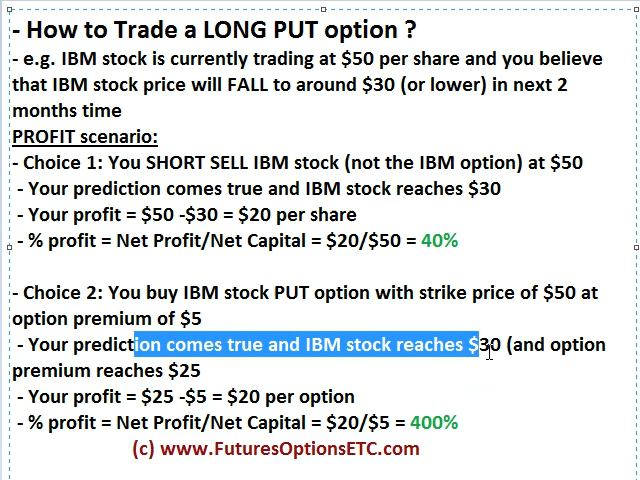 - How to Trade a LONG PUT option ?
- e.g. IBM stock is currently trading at $50 per share and you believe
that IBM stock price will FALL to around $30 (or lower) in next 2
months time
PROFIT scenario:
- Choice 1: You SHORT SELL IBM stock (not the IBM option) at $50
- Your prediction comes true and IBM stock reaches $30
- Your profit = $50 -$30 = $20 per share
- % profit = Net Profit/Net Capital = $20/$50 = 40%
- Choice 2: You buy IBM stock PUT option with strike price of $50 at
option premium of $5
- Your prediction comes true and IBM stock reaches $30 (and option
premium reaches $25
- Your profit = $25 -$5 = $20 per option
- % profit = Net Profit/Net Capital = $20/$5 = 400%
(c) www.FuturesOptionsETC.com